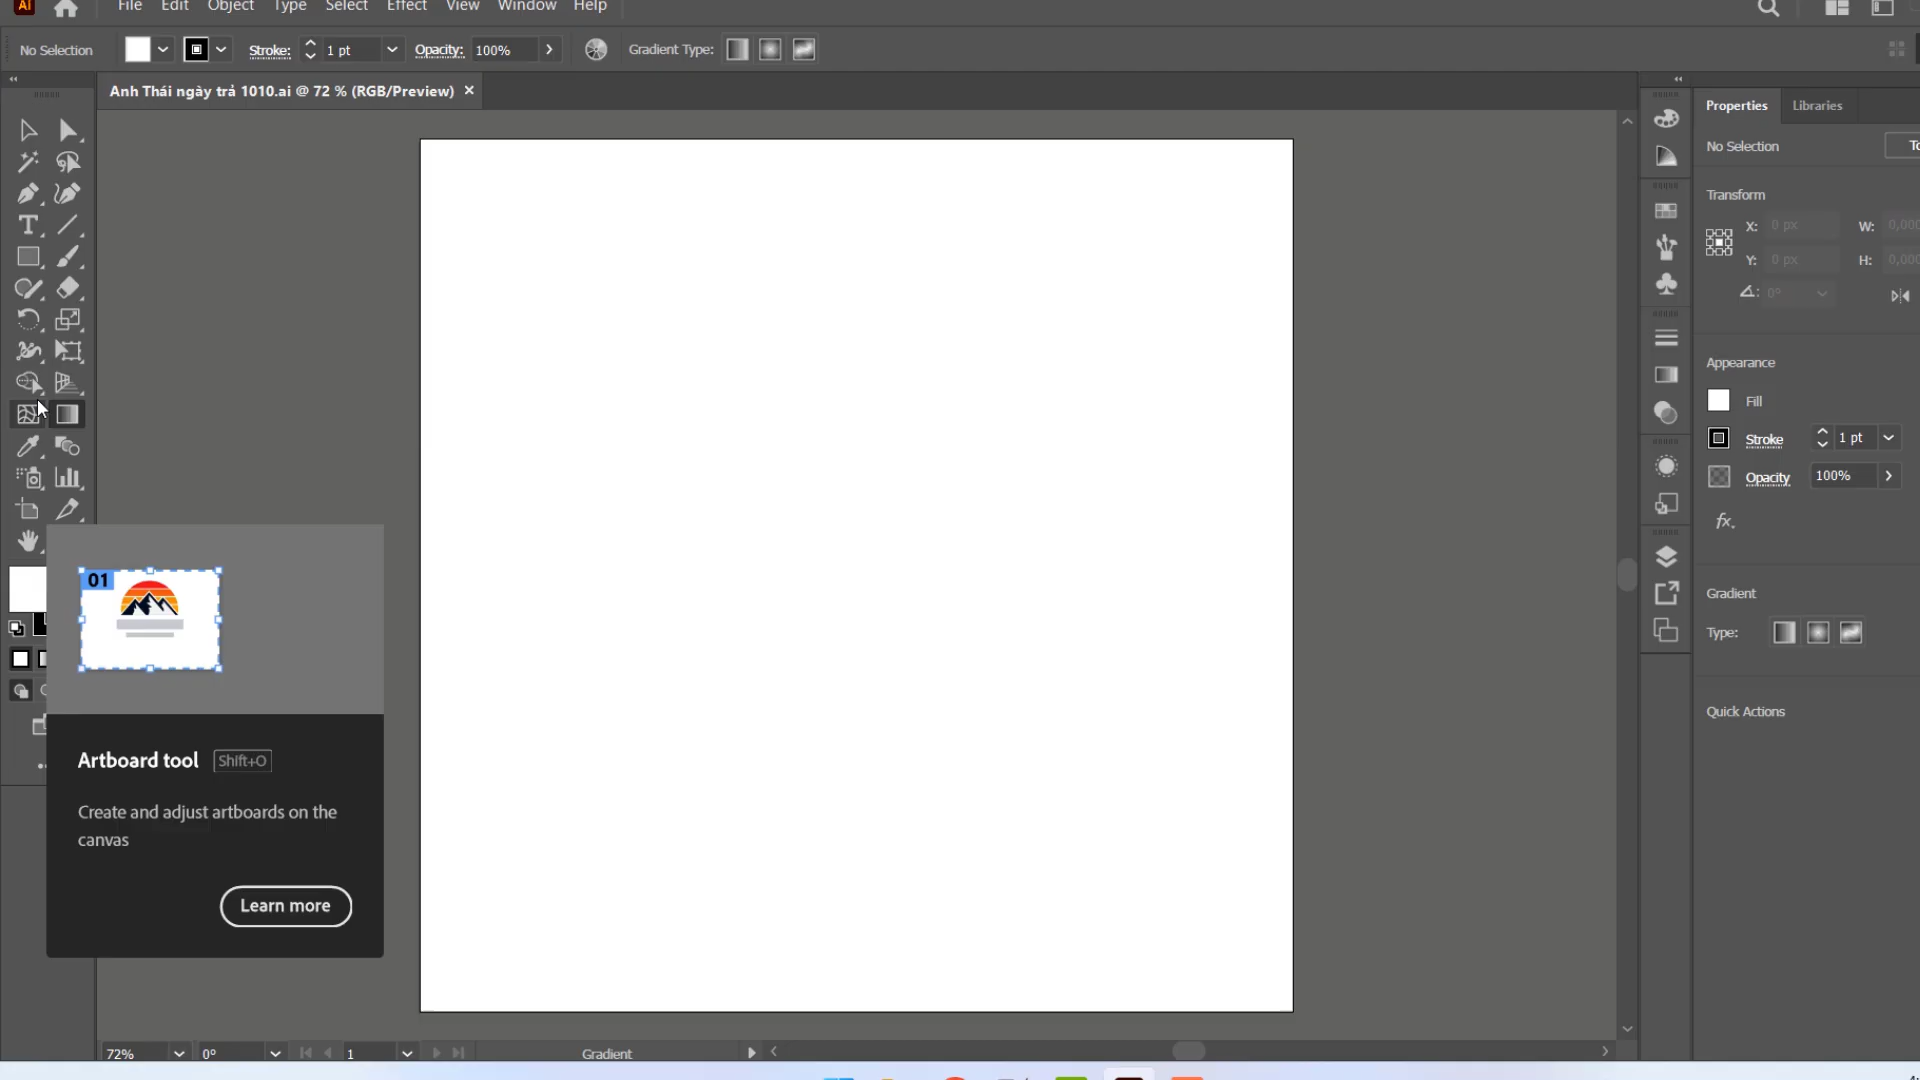 Ai File Edit Object Type Select Effect View Window Help
No Selection Stroke: 1 pt Opacity: 100% Gradient Type:
Anh Thái ngày trả 1010.ai @ 72 % (RGB/Preview) ×
Properties Libraries
No Selection
Transform
X: 0 px W: 0,000
Y: 0 px H: 0,000
0°
Appearance
Fill
Stroke 1 pt
Opacity 100%
fx.
Gradient
Type:
Quick Actions
01
Artboard tool Shift+O
Create and adjust artboards on the
canvas
Learn more
72% 0° 1 Gradient